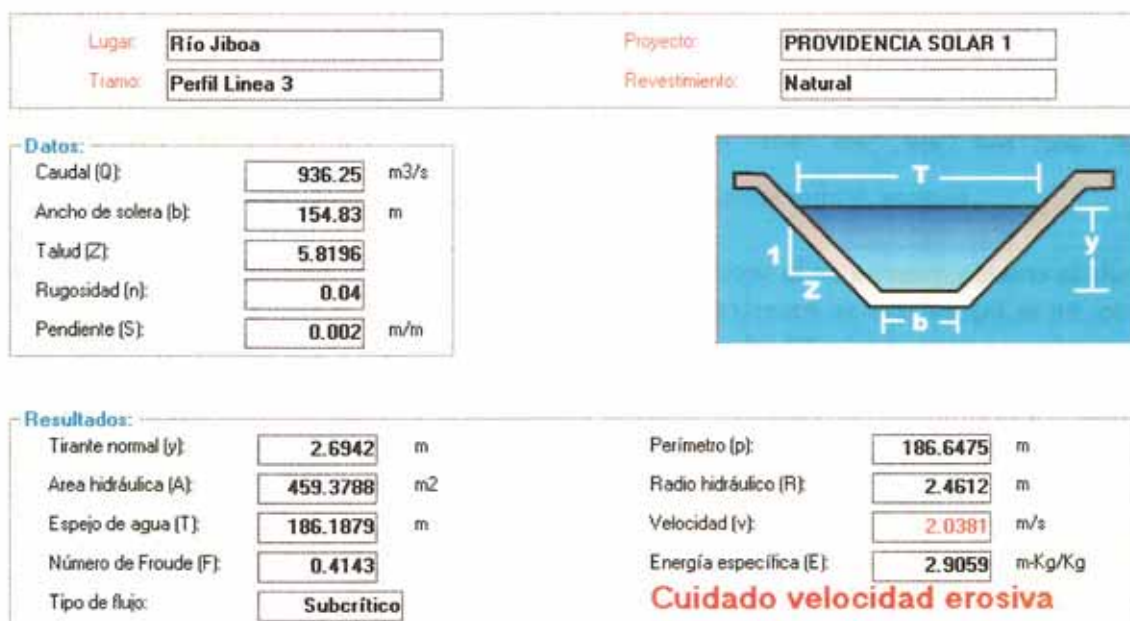 Lugar: Río Jiboa Proyecto: PROVIDENCIA SOLAR 1
Tramo: Perfil Linea 3 Revestimiento: Natural
Datos:
Caudal (Q): 936.25 m3/s
Ancho de solera (b): 154.83 m
Talud (Z): 5.8196
Rugosidad (n): 0.04
Pendiente (S): 0.002 m/m
T
y
1
Z
b
Resultados:
Tirante normal (y): 2.6942 m Perímetro (p): 186.6475 m
Area hidráulica (A): 459.3788 m2 Radio hidráulico (R): 2.4612 m
Espejo de agua (T): 186.1879 m Velocidad (v): 2.0381 m/s
Número de Froude (F): 0.4143 Energía específica (E): 2.9059 m-Kg/Kg
Tipo de flujo: Subcrítico Cuidado velocidad erosiva